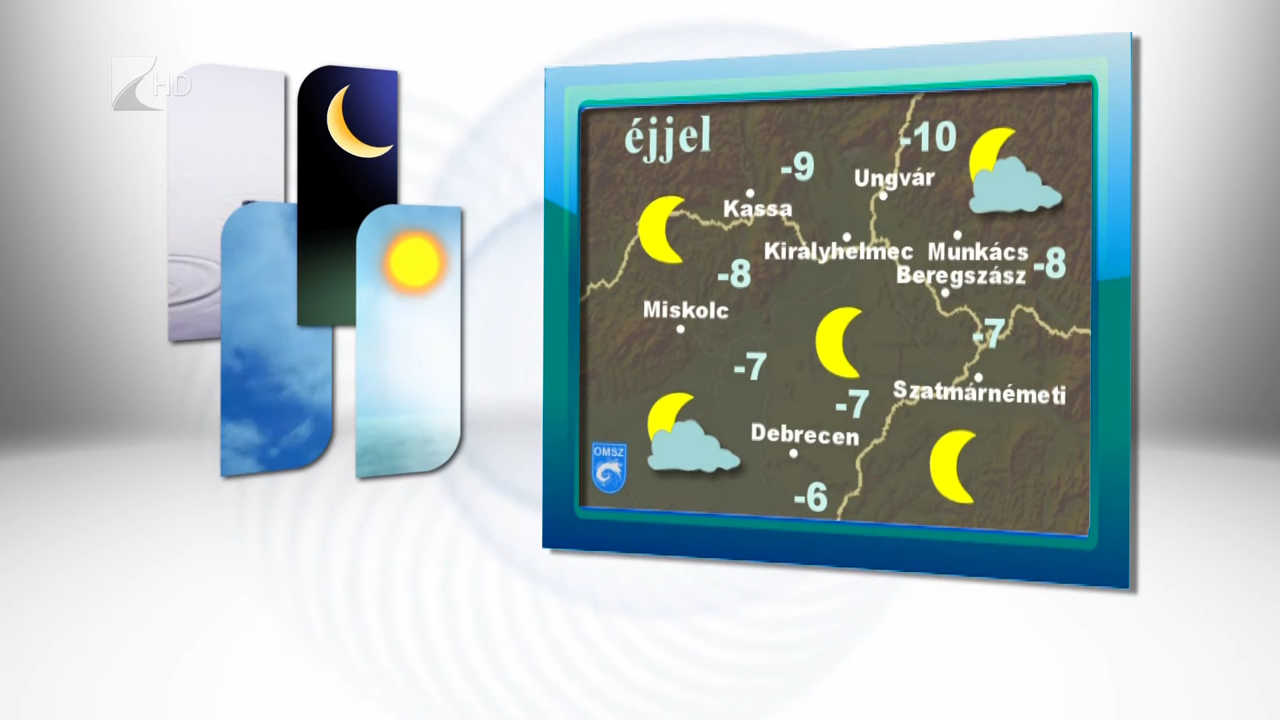 HD
éjjel
-10
-9
Ungvár
Kassa
Királyhelmec
Munkács
-8
Beregszász
-8
Miskolc
-7
-7
Szatmárnémeti
-7
Debrecen
OMSZ
-6